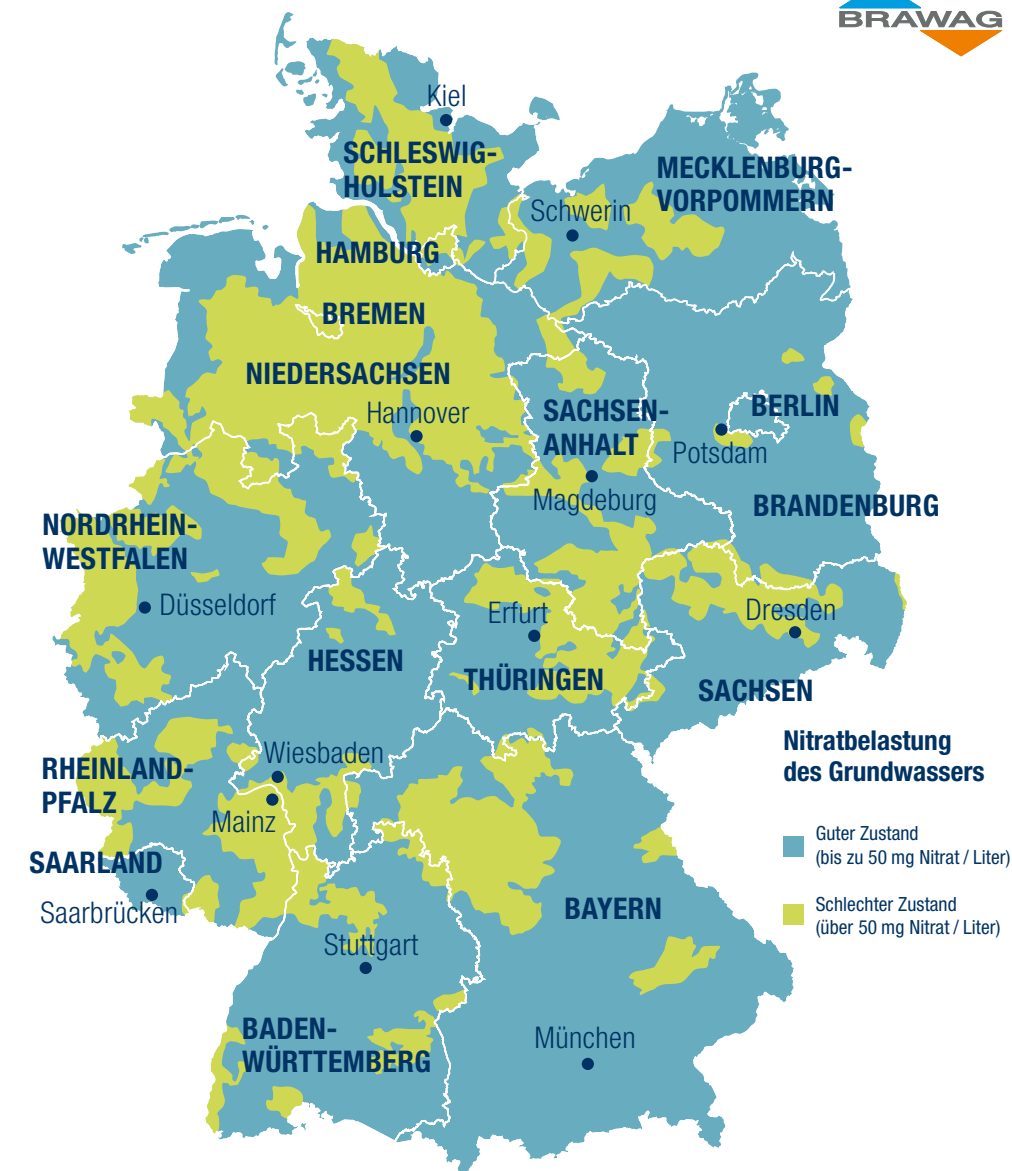 BRAWAG
Kiel
SCHLESWIG-
HOLSTEIN
MECKLENBURG-
VORPOMMERN
Schwerin
HAMBURG
BREMEN
NIEDERSACHSEN
Hannover
SACHSEN-
ANHALT
BERLIN
Potsdam
Magdeburg
BRANDENBURG
NORDRHEIN-
WESTFALEN
Düsseldorf
Erfurt
Dresden
HESSEN
THÜRINGEN
SACHSEN
Nitratbelastung
des Grundwassers
Wiesbaden
RHEINLAND-
PFALZ
Mainz
Guter Zustand
(bis zu 50 mg Nitrat / Liter)
SAARLAND
Saarbrücken
BAYERN
Schlechter Zustand
(über 50 mg Nitrat / Liter)
Stuttgart
BADEN-
WÜRTTEMBERG
München